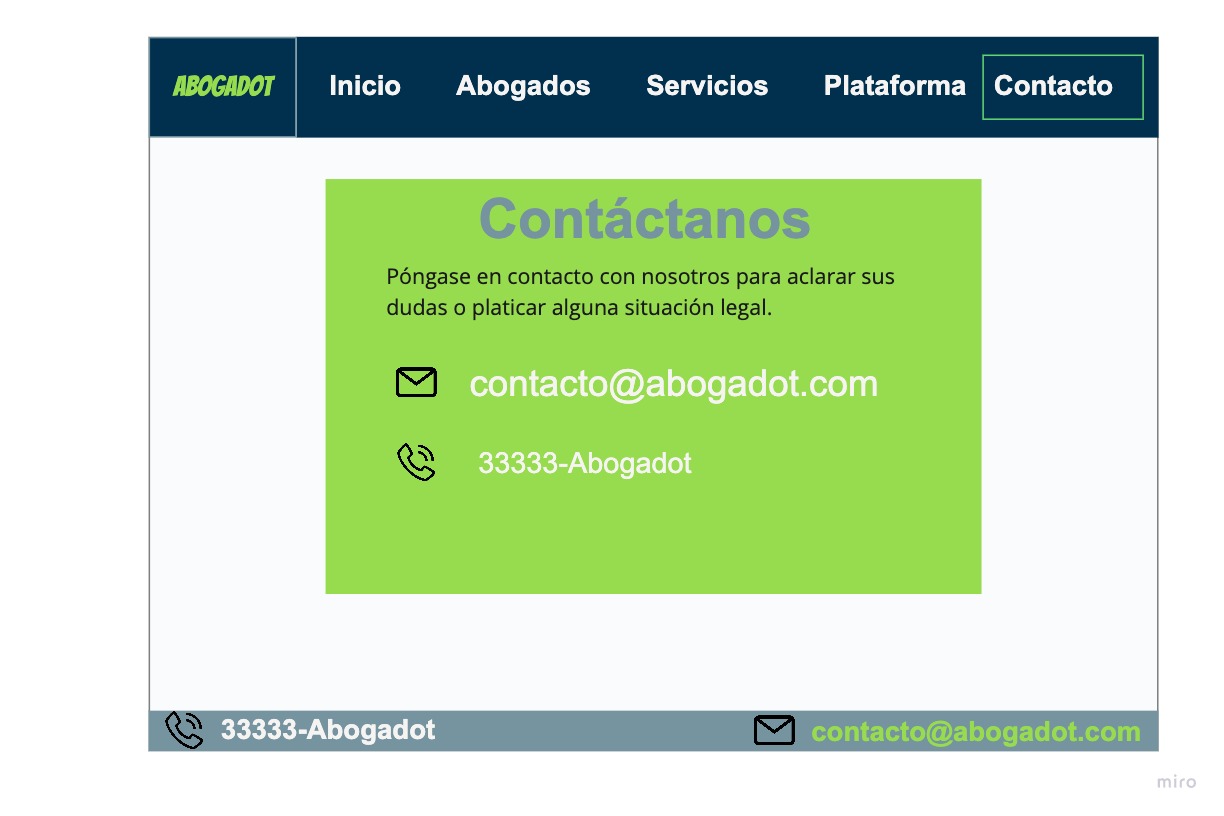 ABOGADOT
Inicio Abogados Servicios Plataforma Contacto
Contáctanos
Póngase en contacto con nosotros para aclarar sus
dudas o platicar alguna situación legal.
contacto@abogadot.com
33333-Abogadot
33333-Abogadot contacto@abogadot.com
miro